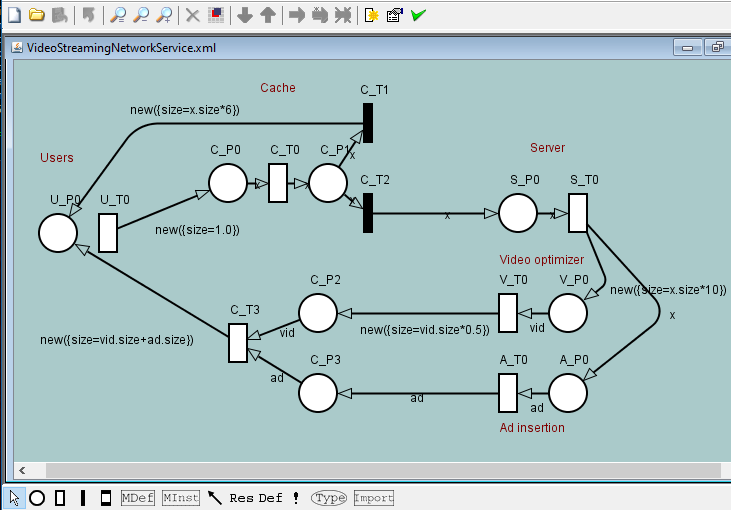 VideoStreamingNetworkService.xml
C_T1
Cache
new({size=x.size*6})
C_P0
C_T0
C_P1
x
Server
Users
C_T2
S_P0
S_T0
U_P0
U_T0
x
x
new({size=1.0})
Video optimizer
C_P2
V_T0
V_P0
new({size=x.size*10})
C_T3
x
vid
new({size=vid.size*0.5})
vid
new({size=vid.size+ad.size})
C_P3
A_T0
A_P0
ad
ad
ad
Ad insertion
MDef
MInst
Res Def
!
Type
Import